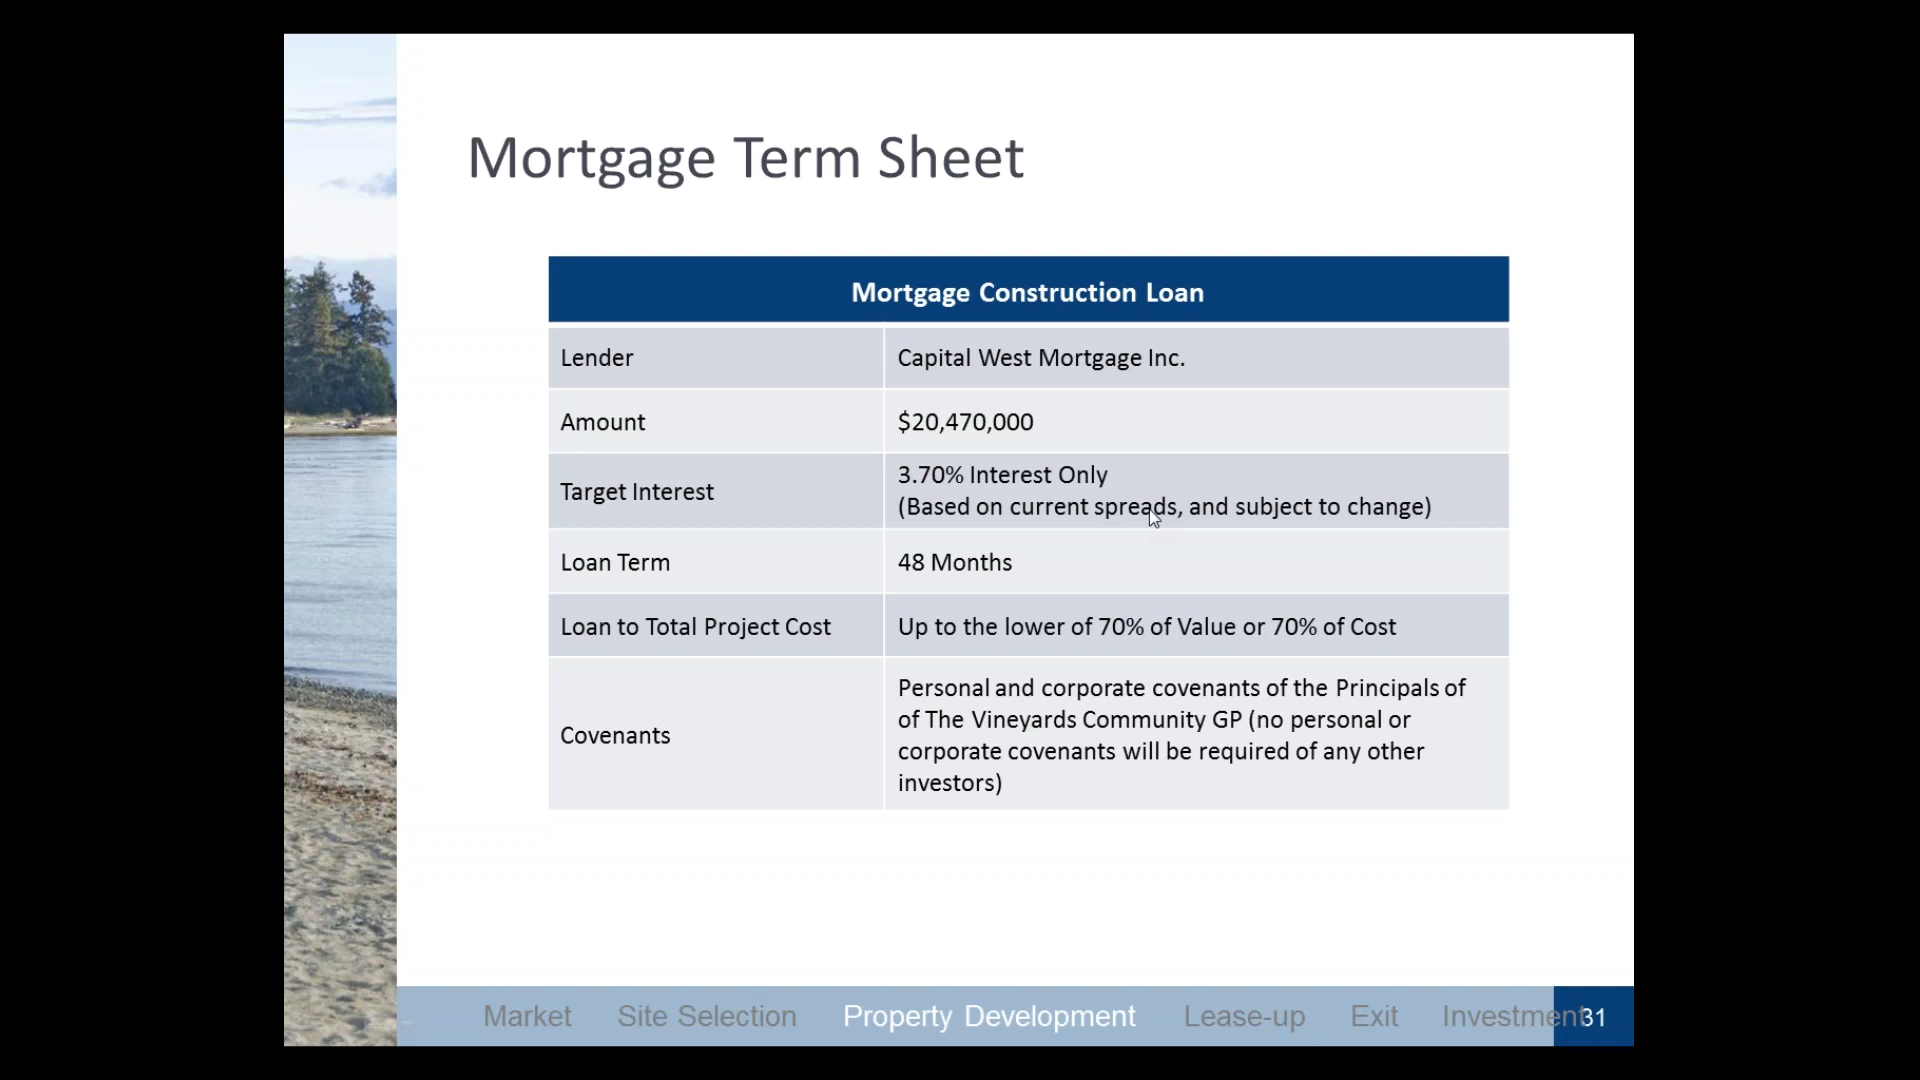 Mortgage Term Sheet
Mortgage Construction Loan
Lender
Capital West Mortgage Inc.
Amount
$20,470,000
Target Interest
3.70% Interest Only
(Based on current spreads, and subject to change)
Loan Term
48 Months
Loan to Total Project Cost
Up to the lower of 70% of Value or 70% of Cost
Covenants
Personal and corporate covenants of the Principals of
of The Vineyards Community GP (no personal or
corporate covenants will be required of any other
investors)
Market Site Selection Property Development Lease-up Exit Investment 31